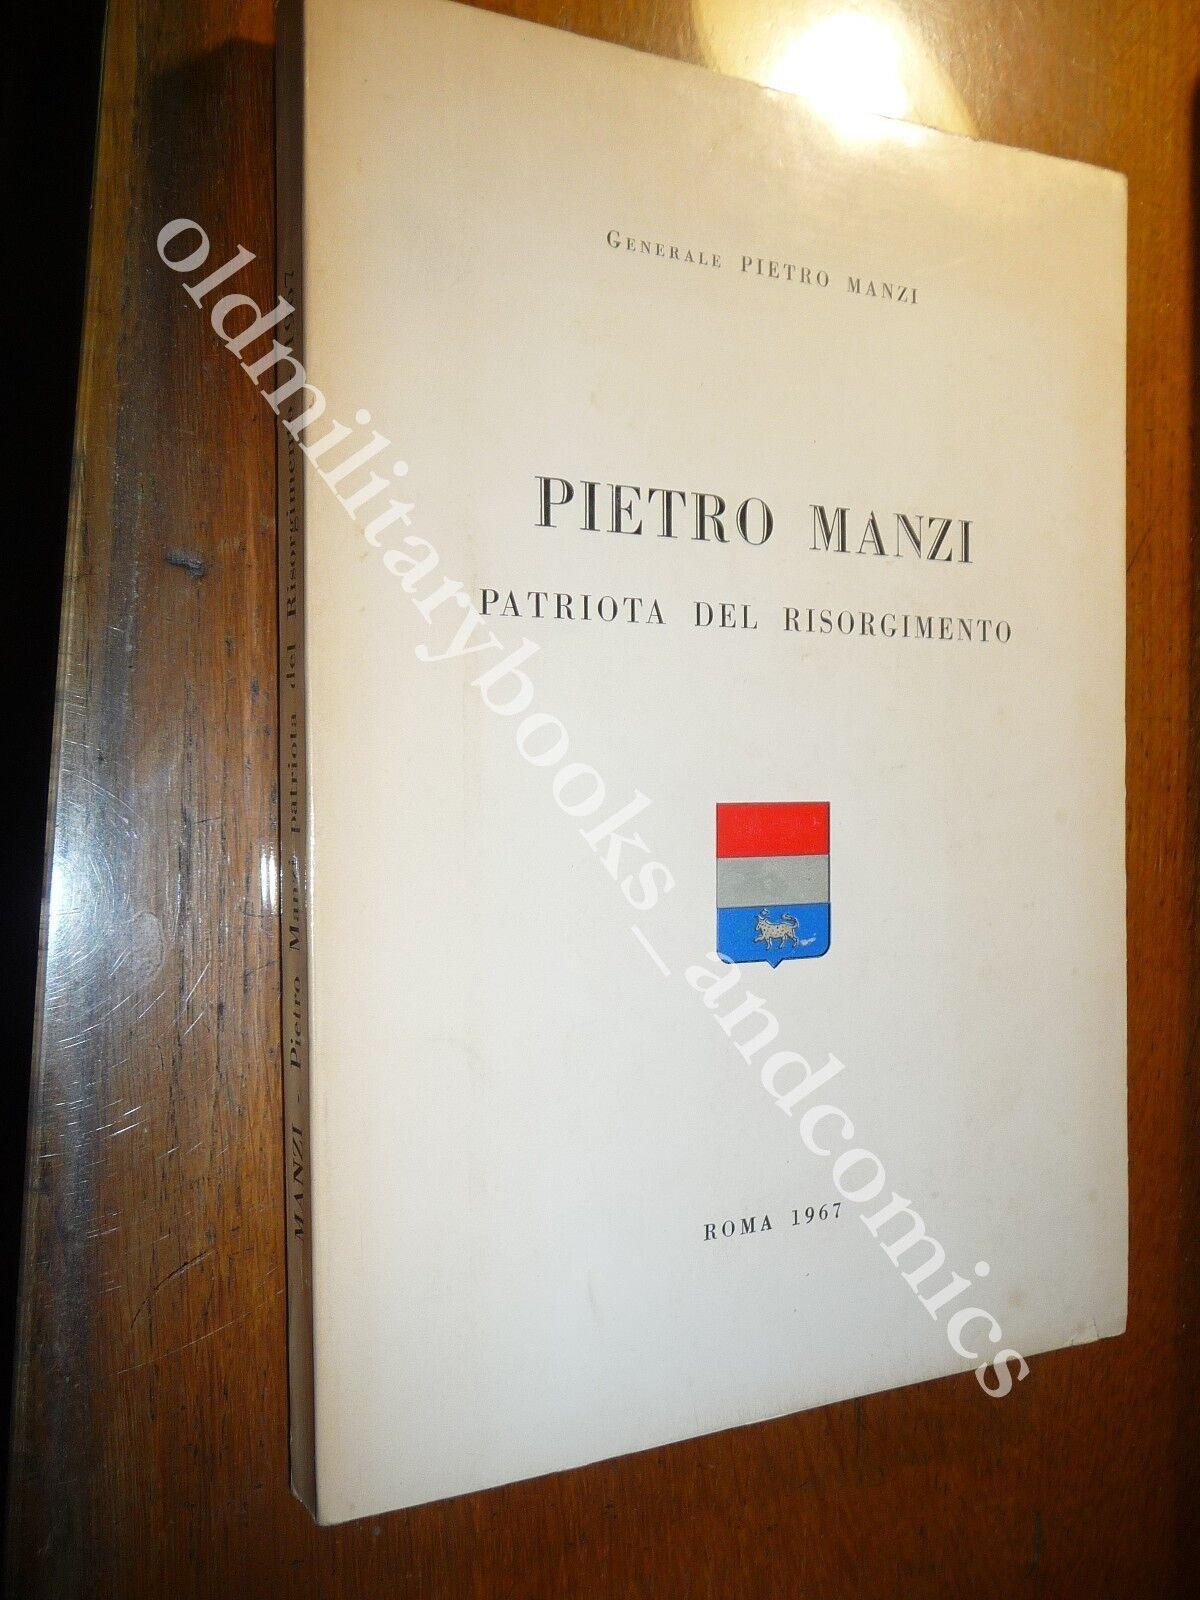 Generale PIETRO MANZI
PIETRO MANZI
PATRIOTA DEL RISORGIMENTO
ROMA 1967
MANZI - Pietro Manzi patriota del Risorgimento
oldmilitarybooks_andcomics